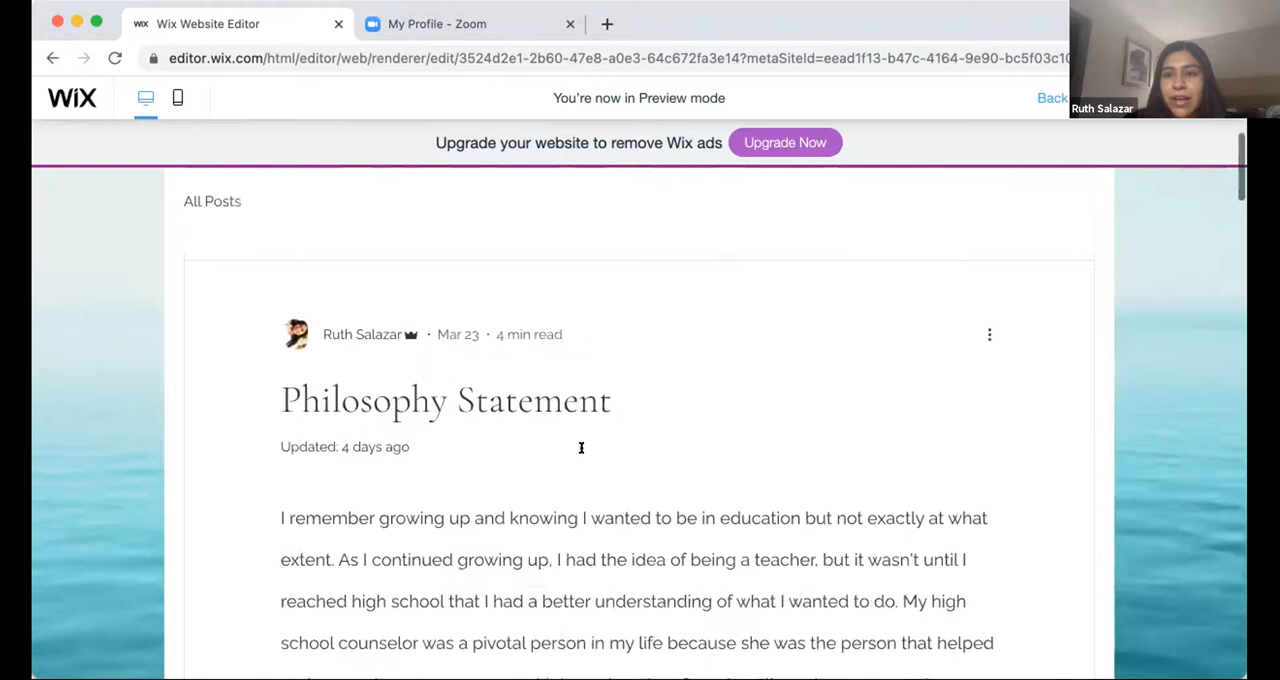 Wix Website Editor
My Profile - Zoom
editor.wix.com/html/editor/web/renderer/edit/3524d2e1-2b60-47e8-a0e3-64c672fa3e14?metaSiteId=eead1f13-b47c-4164-9e90-bc5f03c10
WiX
You're now in Preview mode
Back
Ruth Salazar
Upgrade your website to remove Wix ads
Upgrade Now
All Posts
Ruth Salazar · Mar 23 · 4 min read
Philosophy Statement
Updated: 4 days ago
I remember growing up and knowing I wanted to be in education but not exactly at what
extent. As I continued growing up, I had the idea of being a teacher, but it wasn't until I
reached high school that I had a better understanding of what I wanted to do. My high
school counselor was a pivotal person in my life because she was the person that helped